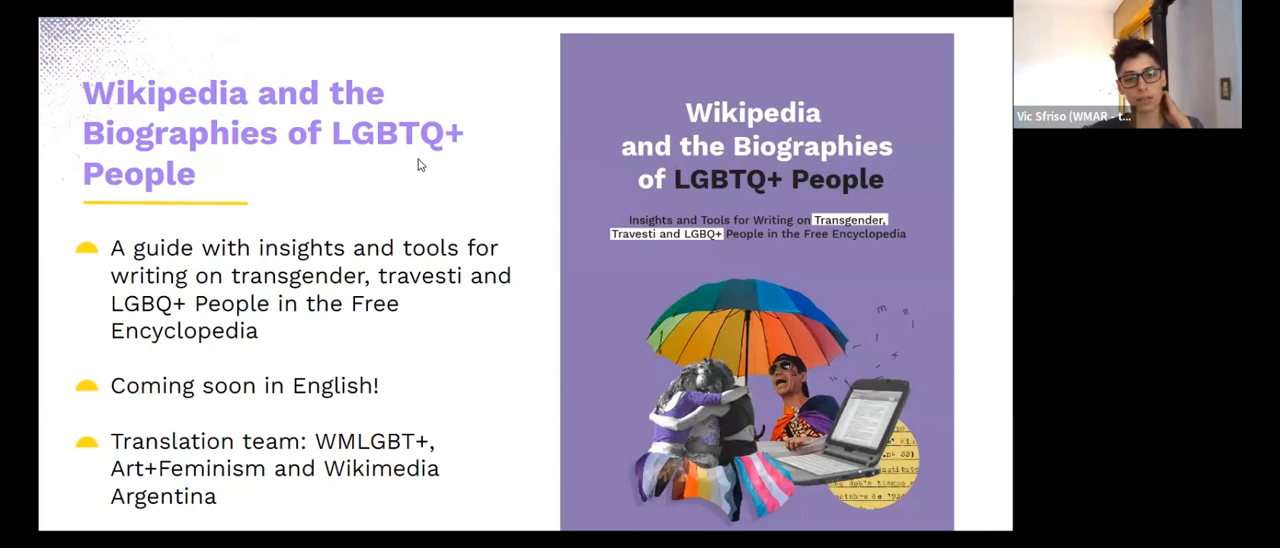 Wikipedia and the
Biographies of LGBTQ+
People
A guide with insights and tools for
writing on transgender, travesti and
LGBQ+ People in the Free
Encyclopedia
Coming soon in English!
Translation team: WMLGBT+,
Art+Feminism and Wikimedia
Argentina
Wikipedia
and the Biographies
of LGBTQ+ People
Insights and Tools for Writing on Transgender,
Travesti and LGBQ+ People in the Free Encyclopedia
Vic Sfriso (WMAR - t...